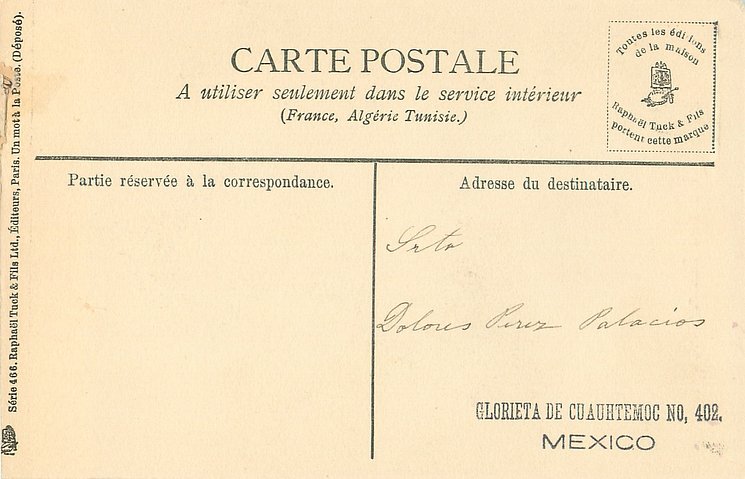 CARTE POSTALE
A utiliser seulement dans le service intérieur
(France, Algérie Tunisie.)
Toutes les édi ions
de la maison
Raphaël Tuck & Fils
portent cette marque
Partie réservée à la correspondance.
Adresse du destinataire.
Srta
Dolores Perez Palacios
GLORIETA DE CUAUHTEMOC NO, 402.
MEXICO
Série 466. Raphaël Tuck & Fils Ltd., Éditeurs, Paris. Un mot à la Poste. (Déposé).